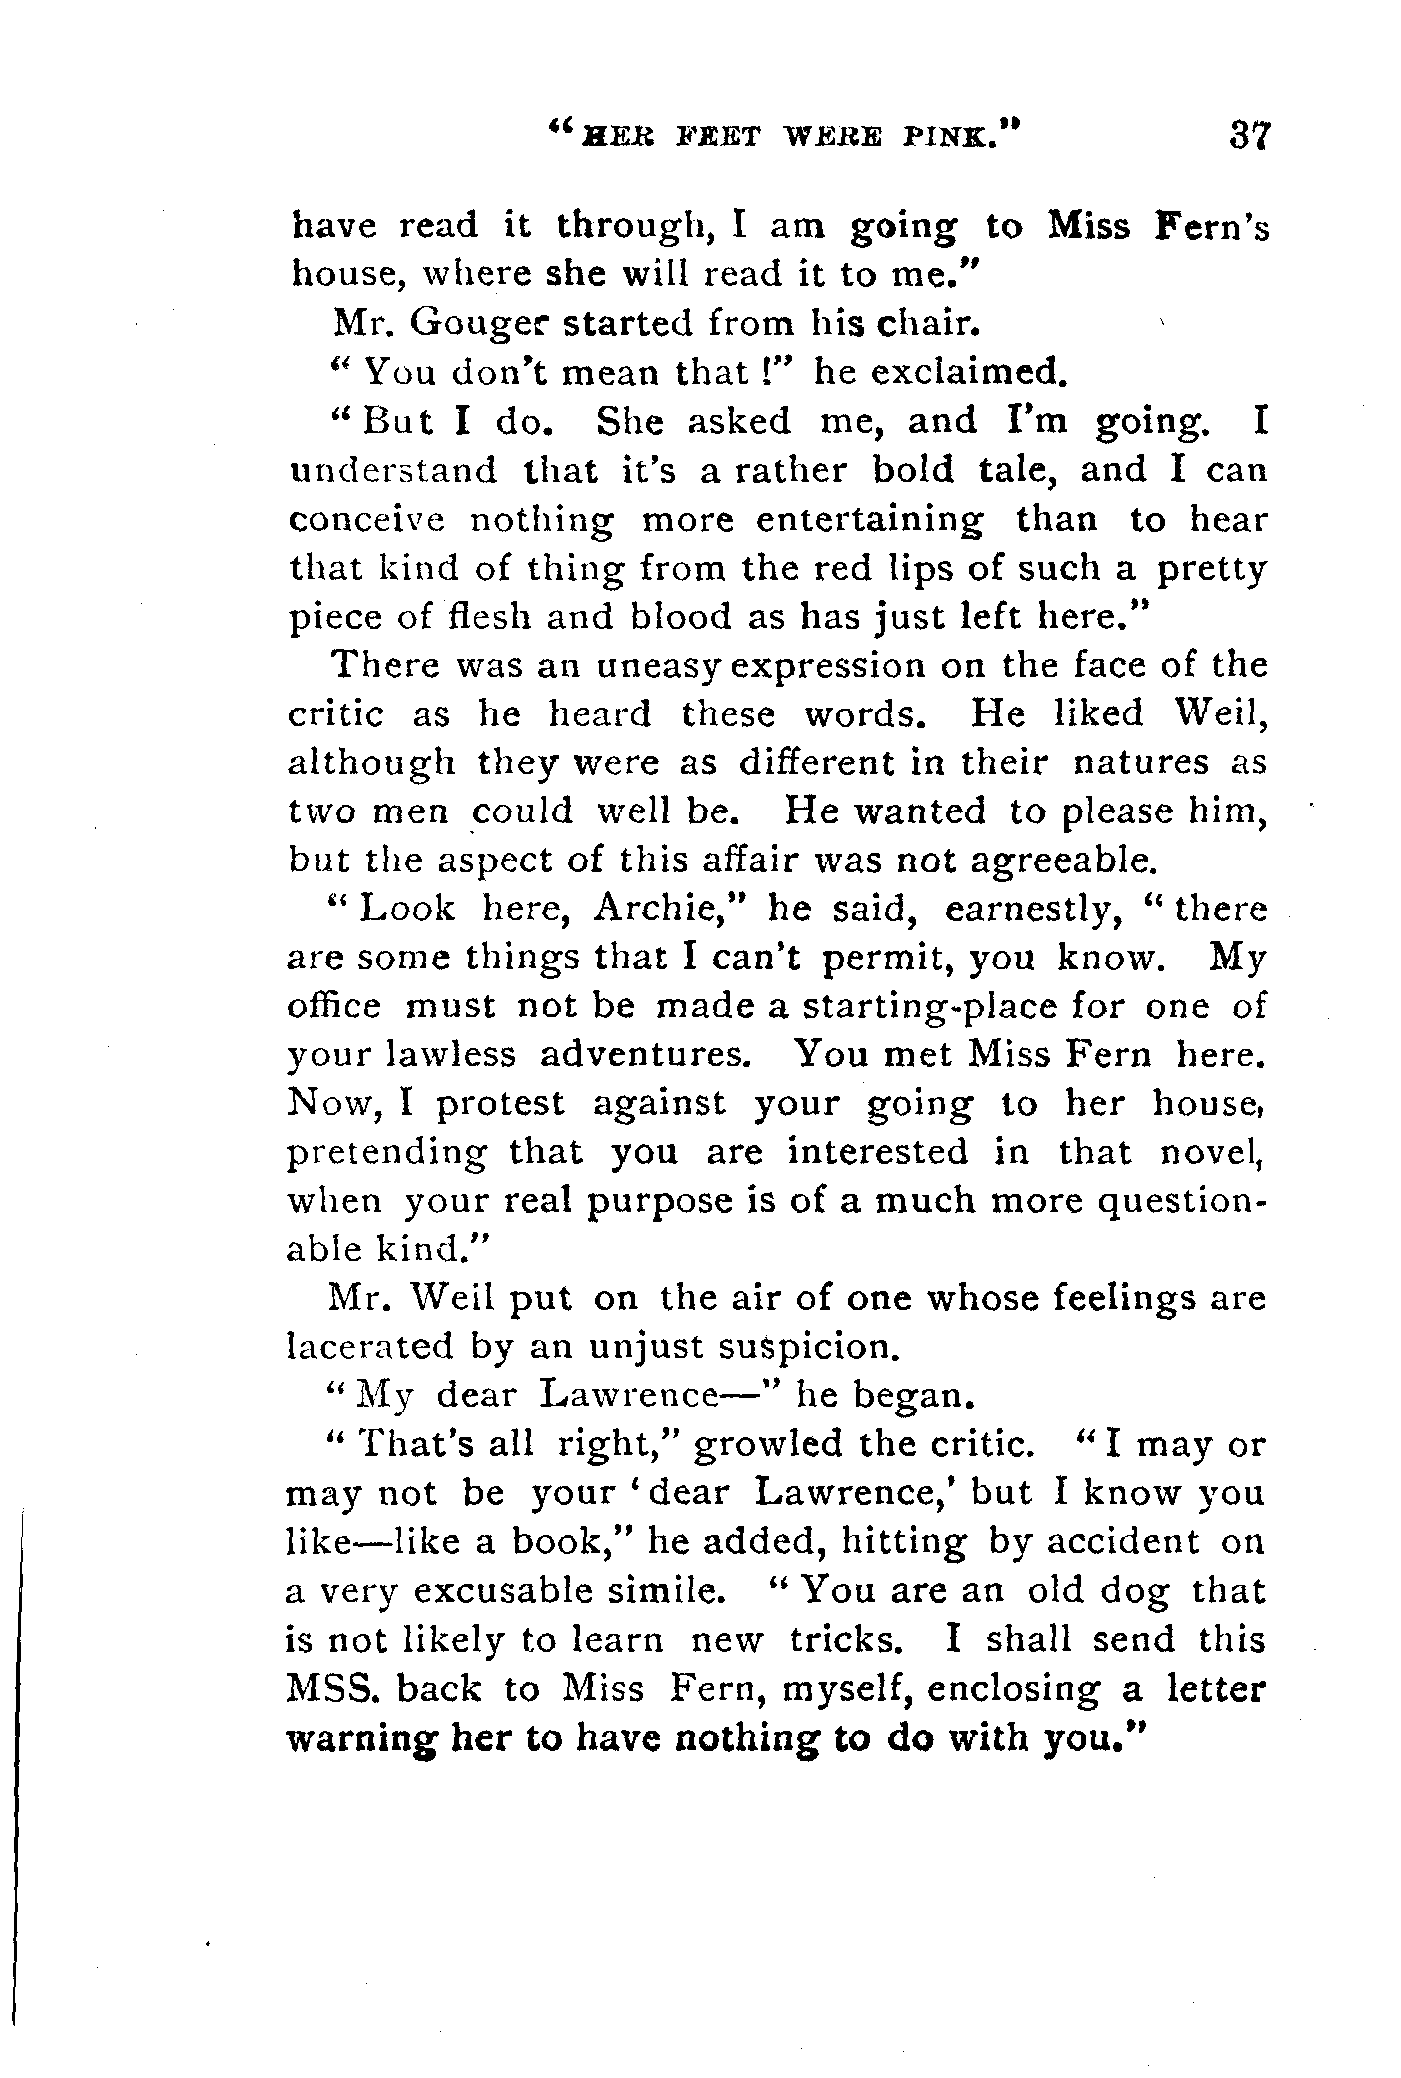 "HER FEET WERE PINK." 37
have read it through, I am going to Miss Fern's
house, where she will read it to me."
Mr. Gouger started from his chair.
"You don't mean that!" he exclaimed.
"But I do. She asked me, and I'm going. I
understand that it's a rather bold tale, and I can
conceive nothing more entertaining than to hear
that kind of thing from the red lips of such a pretty
piece of flesh and blood as has just left here."
There was an uneasy expression on the face of the
critic as he heard these words. He liked Weil,
although they were as different in their natures as
two men could well be. He wanted to please him,
but the aspect of this affair was not agreeable.
"Look here, Archie," he said, earnestly, "there
are some things that I can't permit, you know. My
office must not be made a starting-place for one of
your lawless adventures. You met Miss Fern here.
Now, I protest against your going to her house,
pretending that you are interested in that novel,
when your real purpose is of a much more question-
able kind."
Mr. Weil put on the air of one whose feelings are
lacerated by an unjust suspicion.
"My dear Lawrence—" he began.
"That's all right," growled the critic. "I may or
may not be your 'dear Lawrence,' but I know you
like—like a book," he added, hitting by accident on
a very excusable simile. "You are an old dog that
is not likely to learn new tricks. I shall send this
MSS. back to Miss Fern, myself, enclosing a letter
warning her to have nothing to do with you."